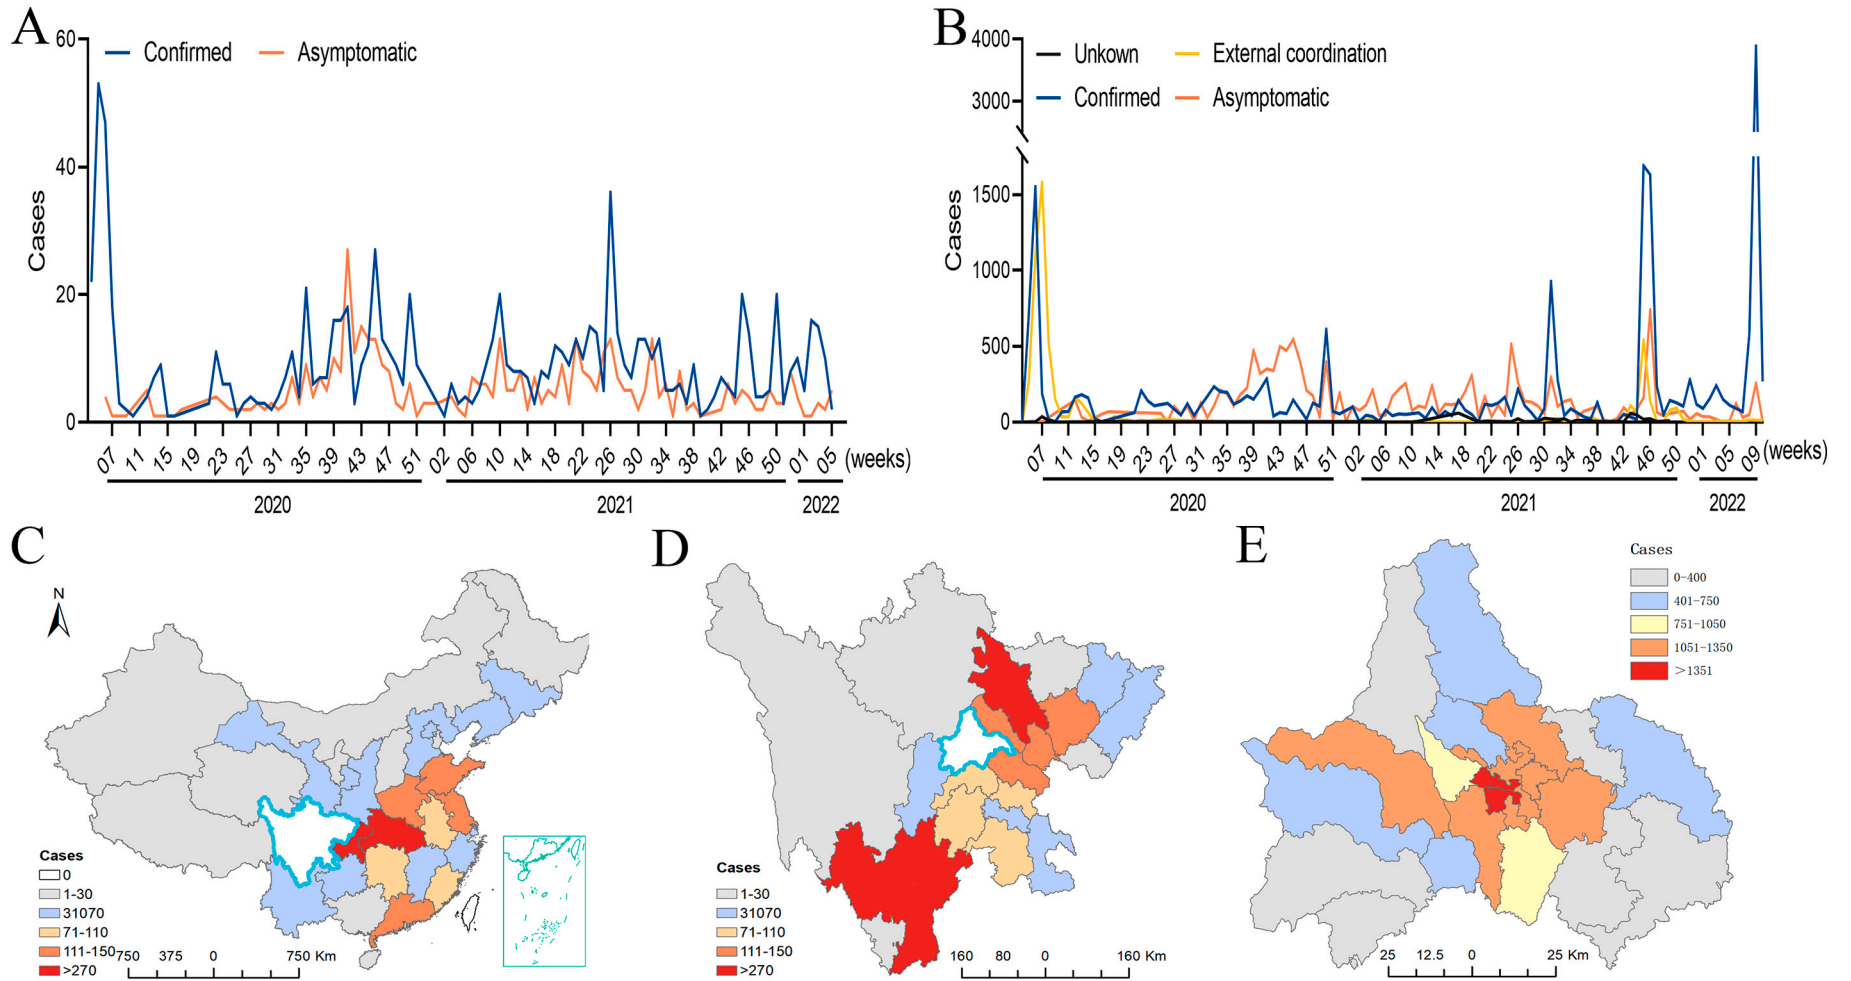 A
60
40
20
0
Cases
Confirmed
Asymptomatic
07 11 15 19 23 27 31 35 39 43 47 51 02 06 10 14 18 22 26 30 34 38 42 46 50 01 05 (weeks)
2020 2021 2022
B
4000
3000
1500
1000
500
0
Cases
Unkown
External coordination
Confirmed
Asymptomatic
07 11 15 19 23 27 31 35 39 43 47 51 02 06 10 14 18 22 26 30 34 38 42 46 50 01 05 09 (weeks)
2020 2021 2022
C
N
Cases
0
1-30
31070
71-110
111-150
>270
750 375 0 750 Km
D
Cases
1-30
31070
71-110
111-150
>270
160 80 0 160 Km
E
Cases
0-400
401-750
751-1050
1051-1350
>1351
25 12.5 0 25 Km